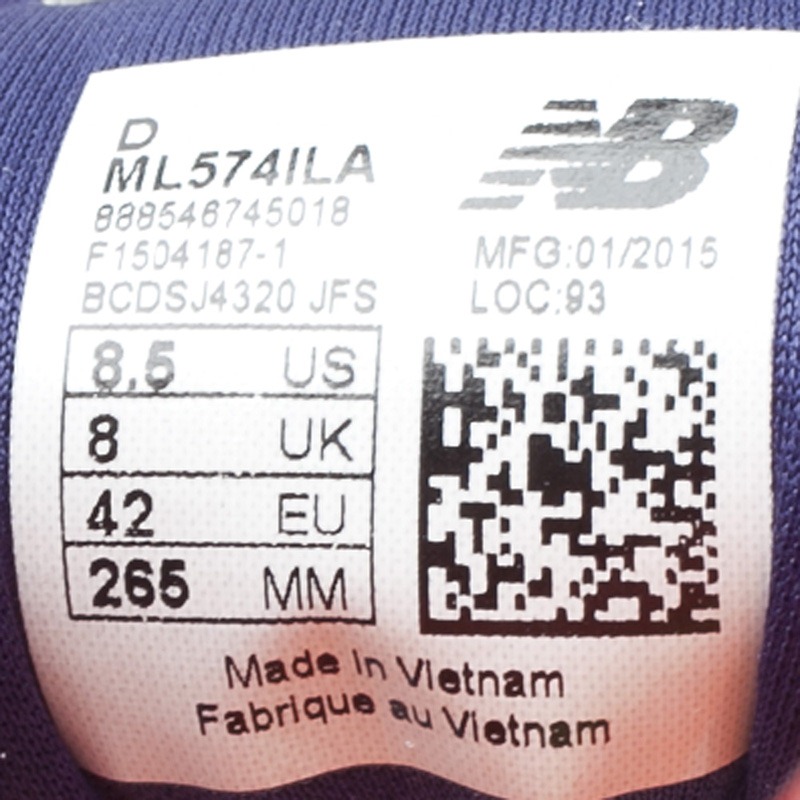 D
ML574ILA
888546745018
F1504187-1
BCDSJ4320 JFS
NB
MFG:01/2015
LOC:93
8.5 US
8 UK
42 EU
265 MM
Made in Vietnam
Fabrique au Vietnam